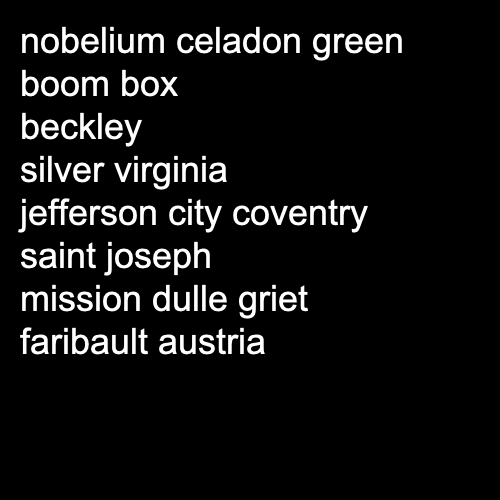 nobelium celadon green
boom box
beckley
silver virginia
jefferson city coventry
saint joseph
mission dulle griet
faribault austria